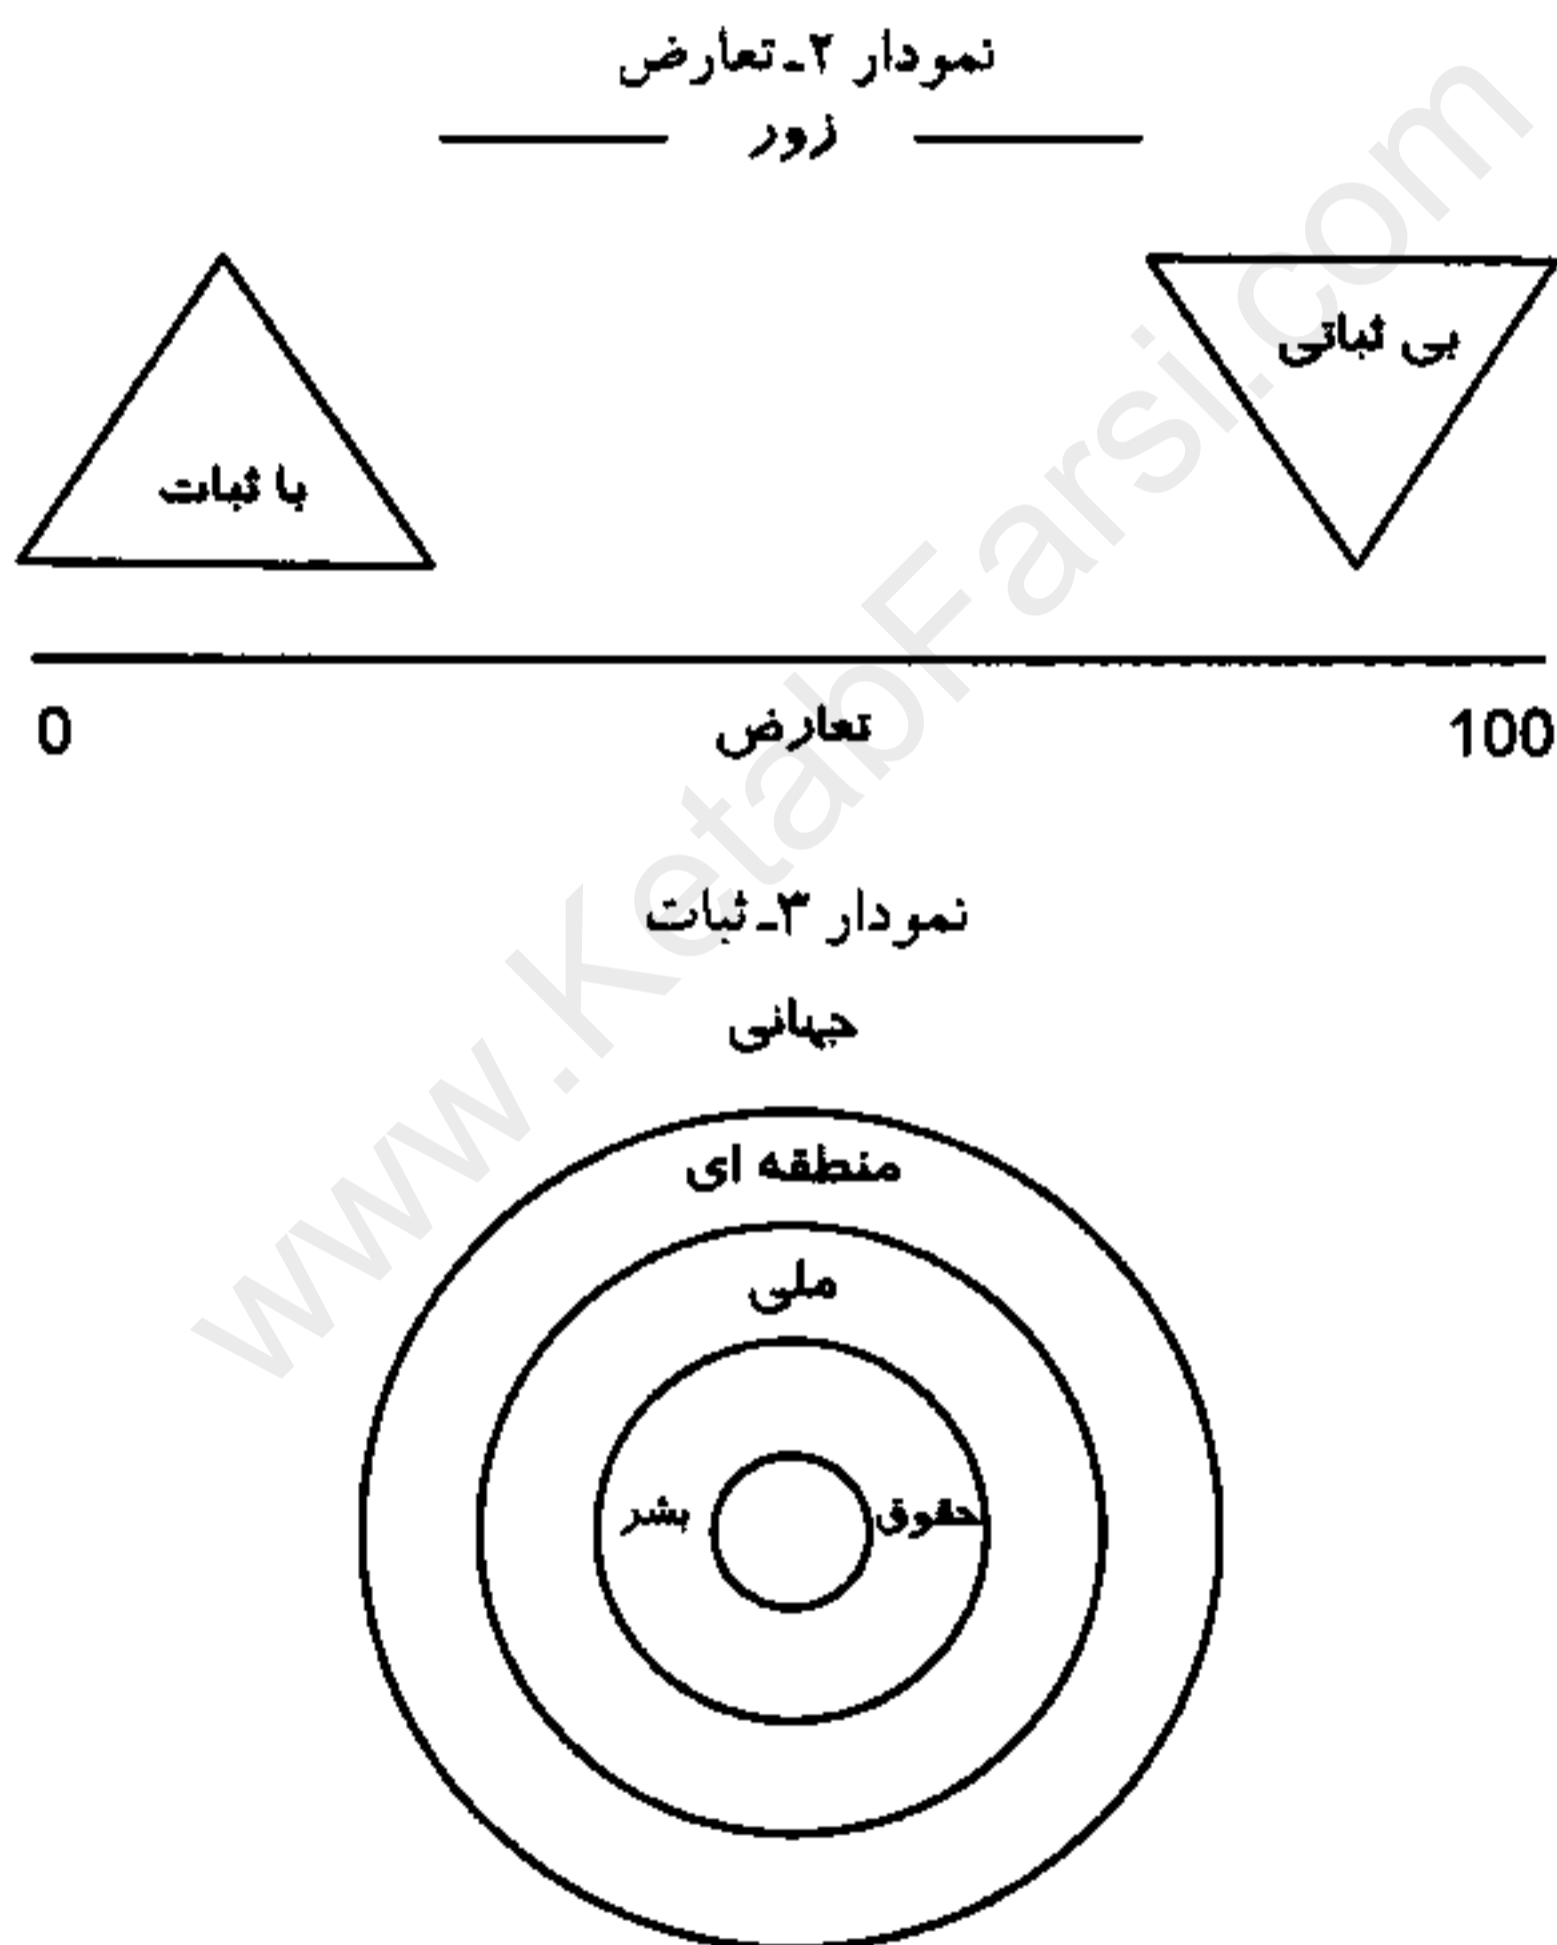 نمودار ۲ـ تعارض
زور
بی ثباتی
با ثبات
0 تعارض 100
نمودار ۳ـ ثبات
جهانی
منطقه ای
ملی
حقوق بشر
www.KetabFarsi.com